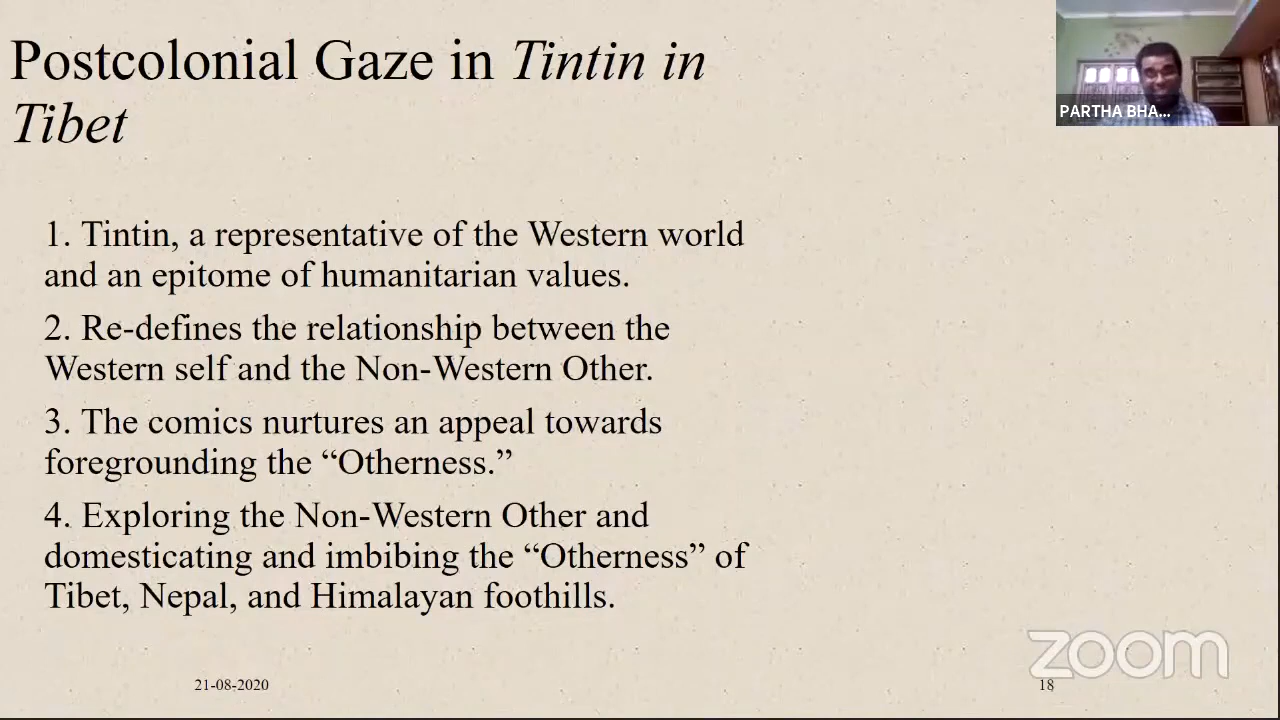 Postcolonial Gaze in Tintin in
Tibet
PARTHA BHA...
1. Tintin, a representative of the Western world
and an epitome of humanitarian values.
2. Re-defines the relationship between the
Western self and the Non-Western Other.
3. The comics nurtures an appeal towards
foregrounding the “Otherness.”
4. Exploring the Non-Western Other and
domesticating and imbibing the “Otherness” of
Tibet, Nepal, and Himalayan foothills.
zoom
21-08-2020
18